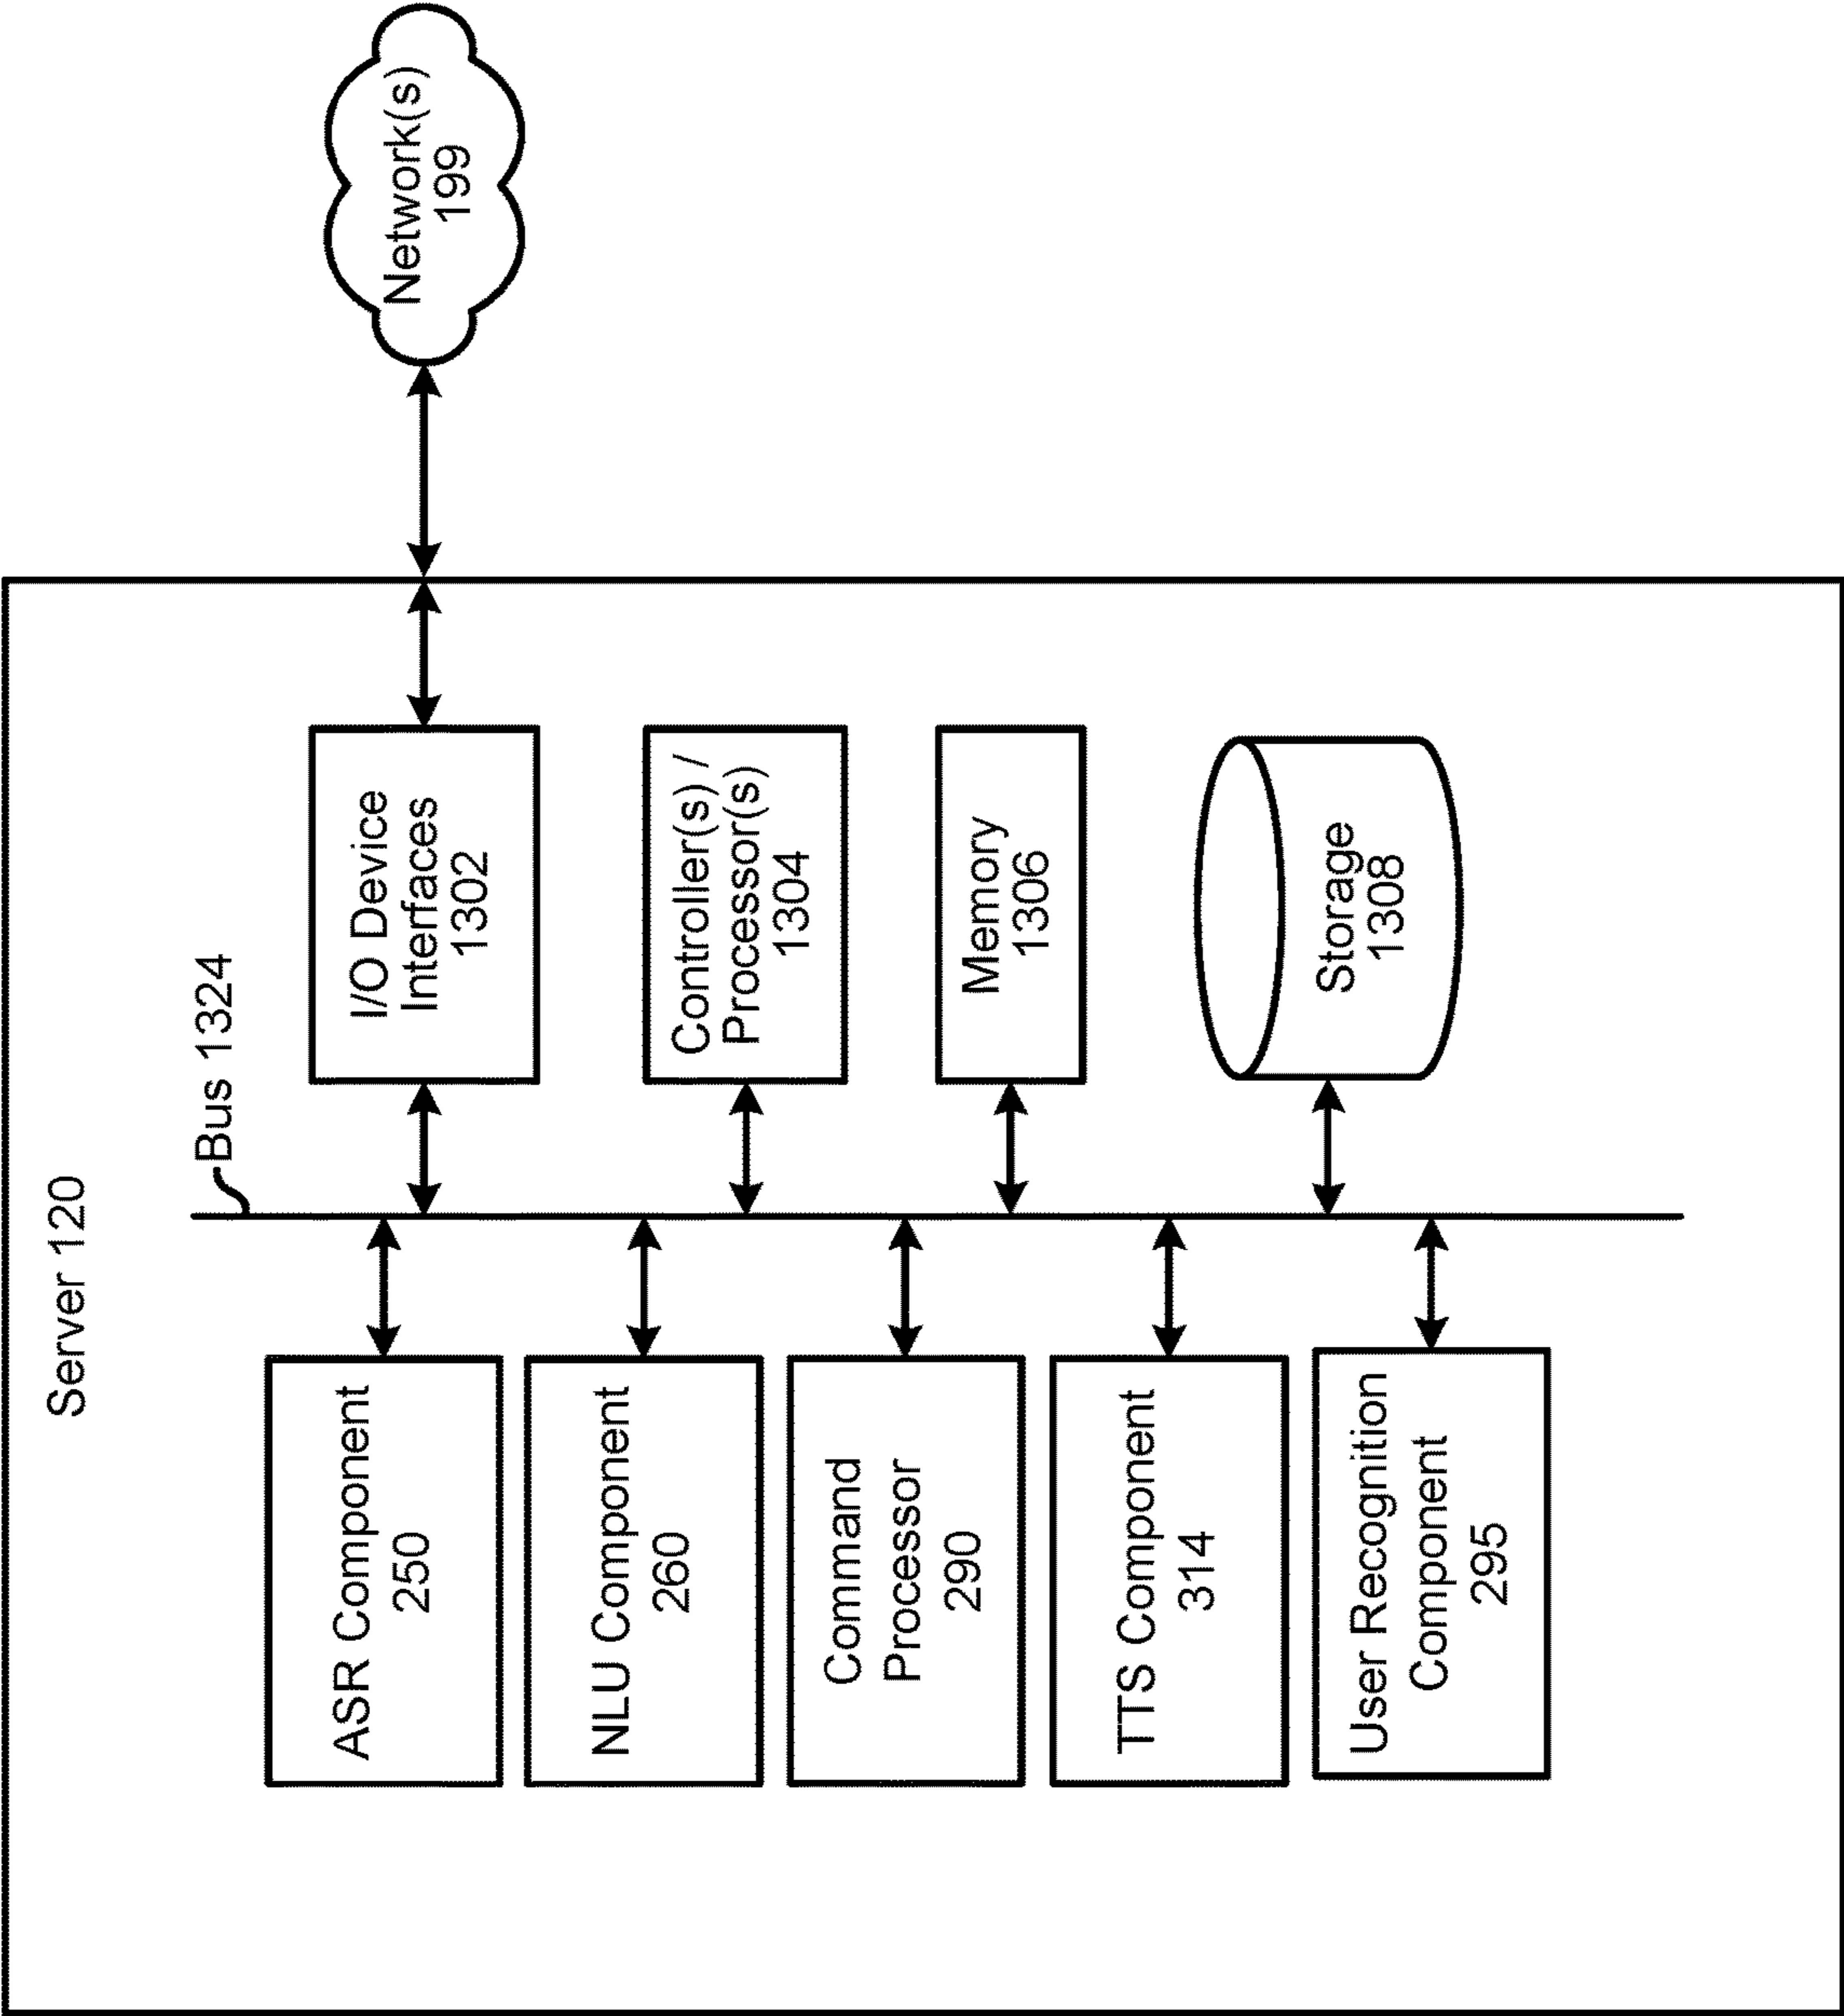 Server 120
Bus 1324
ASR Component
250
NLU Component
260
Command
Processor
290
TTS Component
314
User Recognition
Component
295
I/O Device
Interfaces
1302
Controller(s) /
Processor(s)
1304
Memory
1306
Storage
1308
Network(s)
199